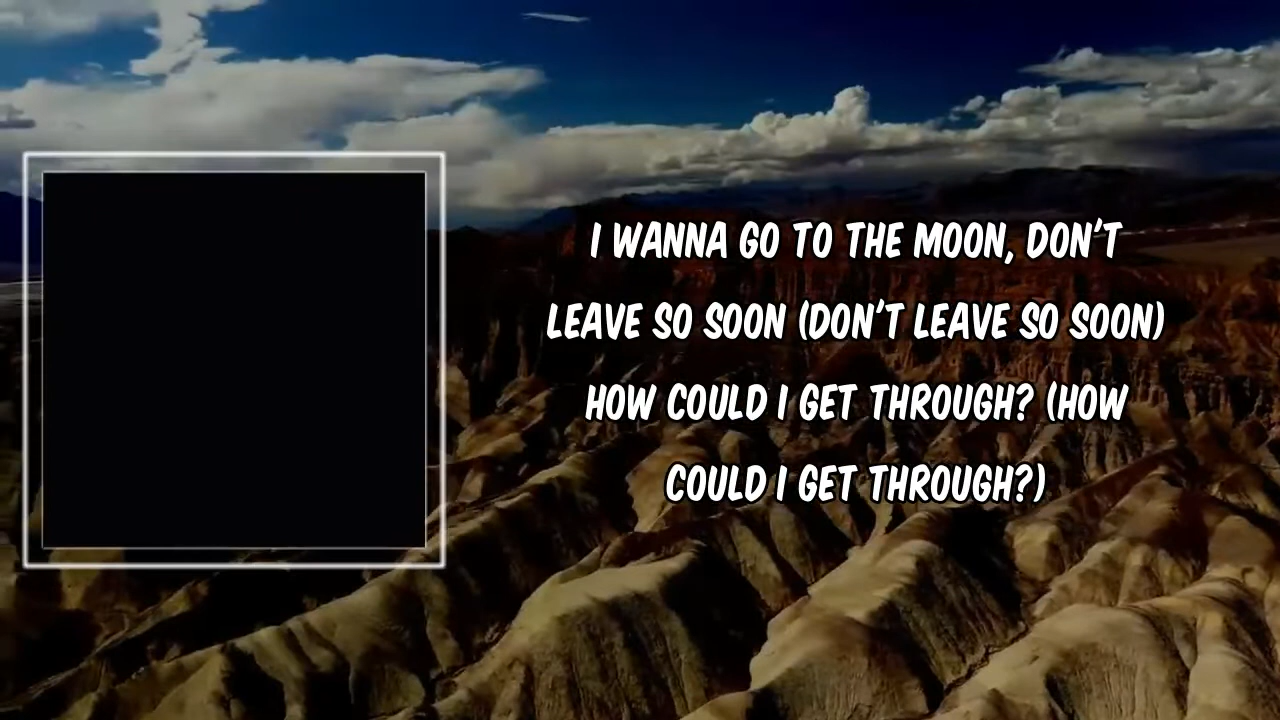 I WANNA GO TO THE MOON, DON'T
LEAVE SO SOON (DON'T LEAVE SO SOON)
HOW COULD I GET THROUGH? (HOW
COULD I GET THROUGH?)